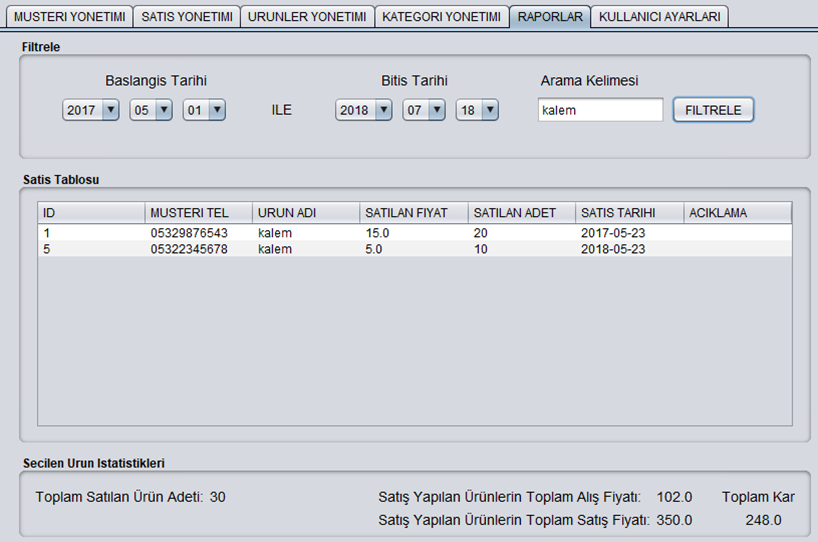 MUSTERI YONETIMI SATIS YONETIMI URUNLER YONETIMI KATEGORI YONETIMI RAPORLAR KULLANICI AYARLARI
Filtrele
Baslangis Tarihi Bitis Tarihi Arama Kelimesi
2017 05 01 ILE 2018 07 18 kalem FILTRELE
Satis Tablosu
ID MUSTERI TEL URUN ADI SATILAN FIYAT SATILAN ADET SATIS TARIHI ACIKLAMA
1 05329876543 kalem 15.0 20 2017-05-23
5 05322345678 kalem 5.0 10 2018-05-23
Secilen Urun Istatistikleri
Toplam Satılan Ürün Adeti: 30 Satış Yapılan Ürünlerin Toplam Alış Fiyatı: 102.0 Toplam Kar
Satış Yapılan Ürünlerin Toplam Satış Fiyatı: 350.0 248.0